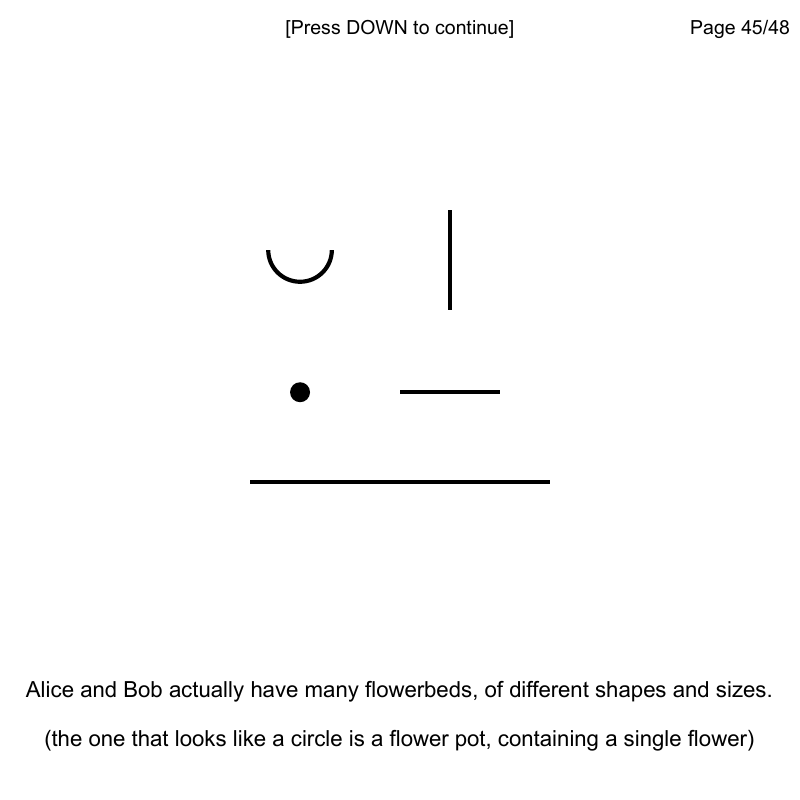 [Press DOWN to continue]
Page 45/48
Alice and Bob actually have many flowerbeds, of different shapes and sizes.
(the one that looks like a circle is a flower pot, containing a single flower)